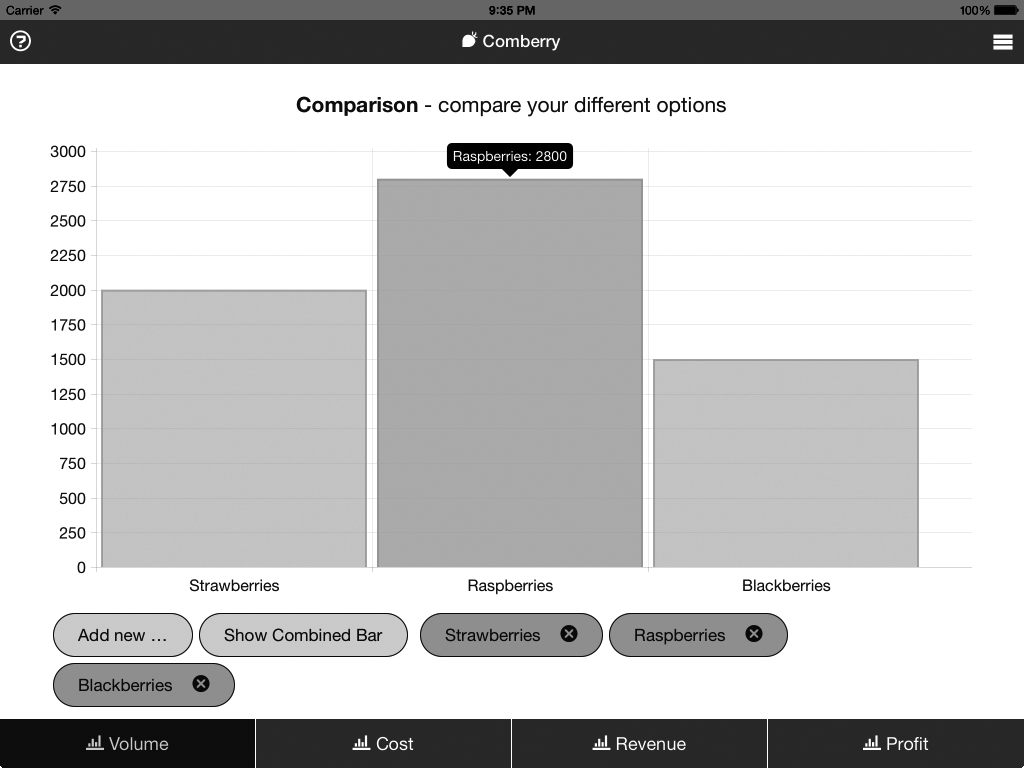 Carrier 9:35 PM 100%
Comberry
Comparison - compare your different options
3000
Raspberries: 2800
2750
2500
2250
2000
1750
1500
1250
1000
750
500
250
0
Strawberries Raspberries Blackberries
Add new ... Show Combined Bar Strawberries Raspberries
Blackberries
Volume Cost Revenue Profit